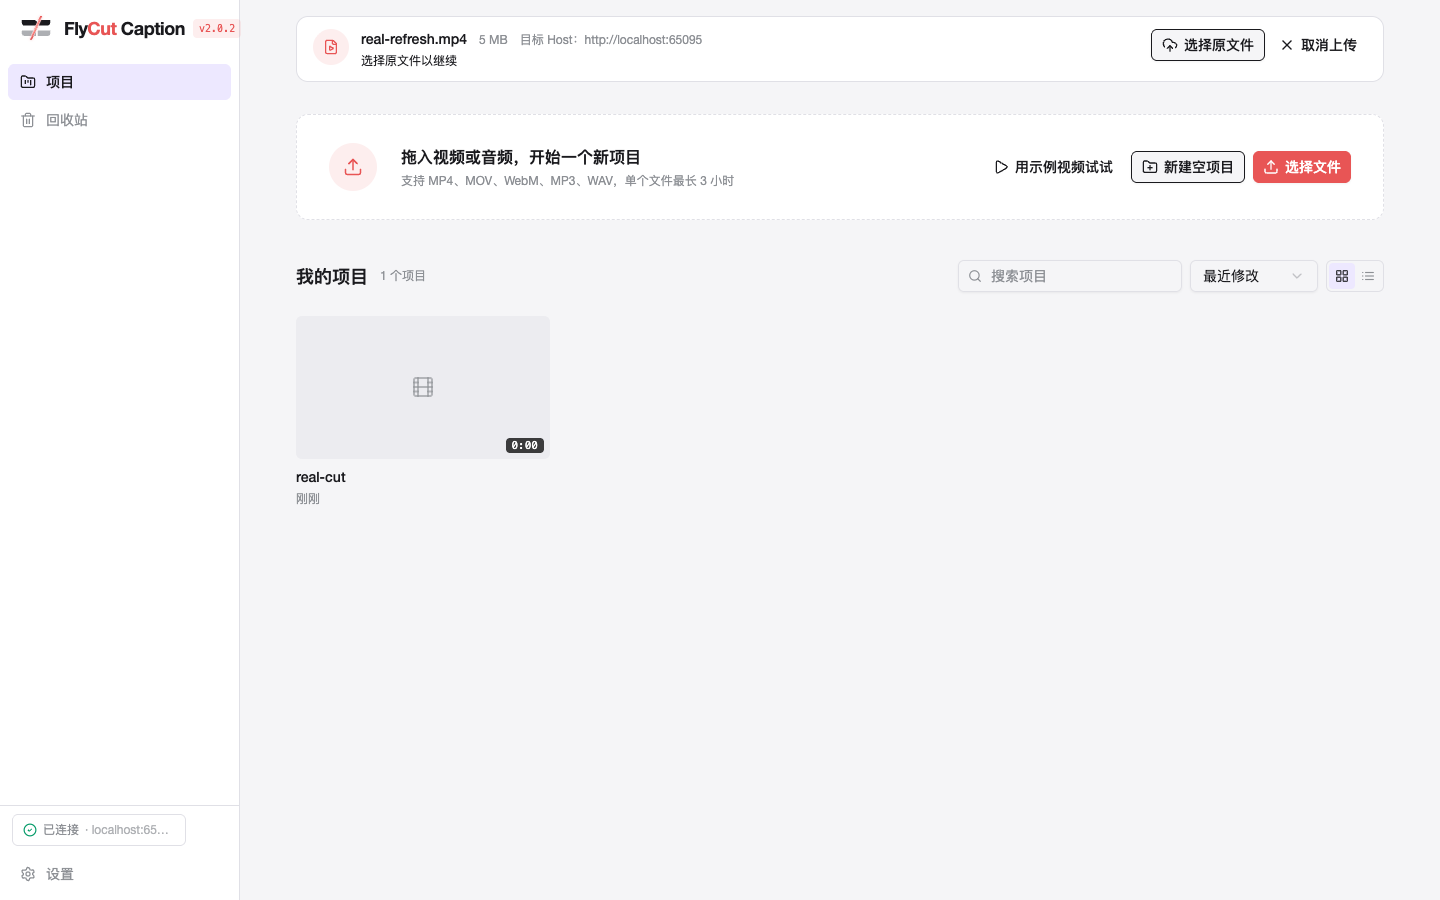 FlyCut Caption v2.0.2
项目
回收站
real-refresh.mp4 5 MB 目标 Host: http://localhost:65095
选择原文件以继续
选择原文件
取消上传
拖入视频或音频，开始一个新项目
支持 MP4、MOV、WebM、MP3、WAV，单个文件最长 3 小时
用示例视频试试
新建空项目
选择文件
我的项目 1 个项目
搜索项目
最近修改
0:00
real-cut
刚刚
已连接 · localhost:65...
设置